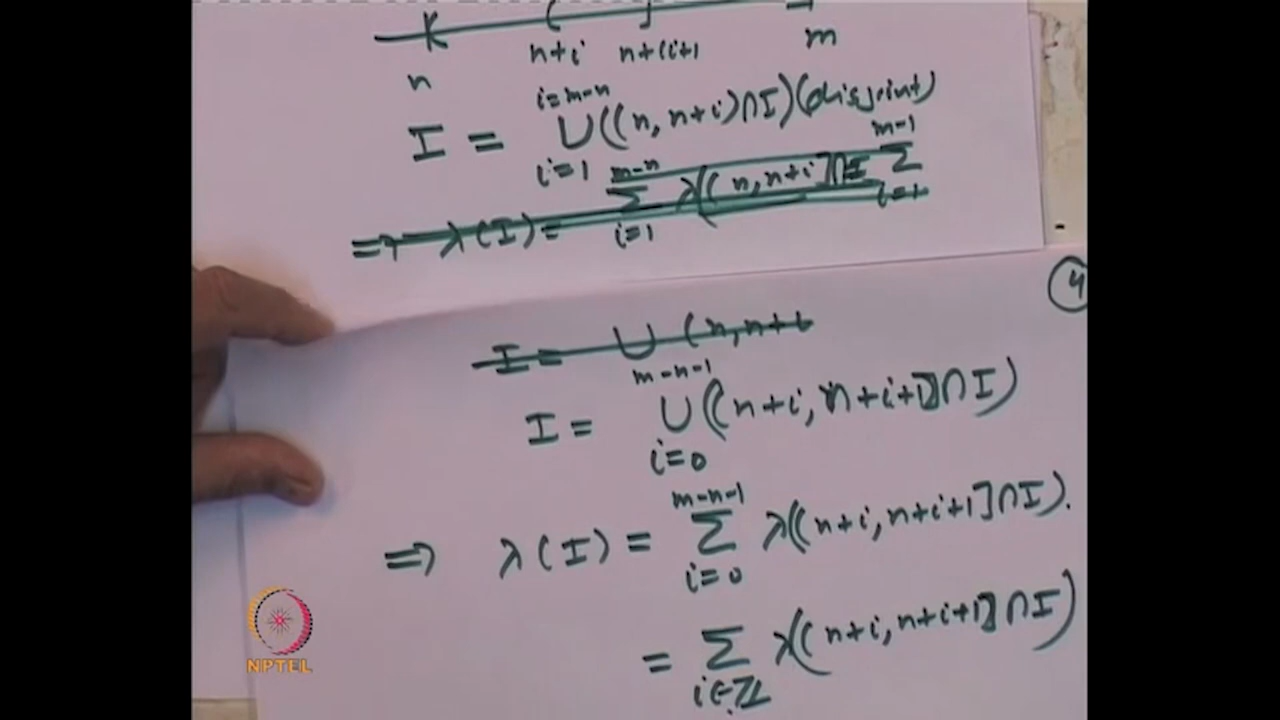 n n+i n+(i+1 m
i=m-n
I = ∪((n, n+i)∩I)(disjoint)
i=1
m-n m-1
=> λ(I) = Σ λ((n, n+i]∩I Σ
i=1 i=1
4
I = ∪ (n, n+i
m-n-1
I = ∪((n+i, n+i+1]∩I)
i=0
m-n-1
=> λ(I) = Σ λ((n+i, n+i+1]∩I).
i=0
= Σ λ((n+i, n+i+1]∩I)
i∈ℤ
NPTEL